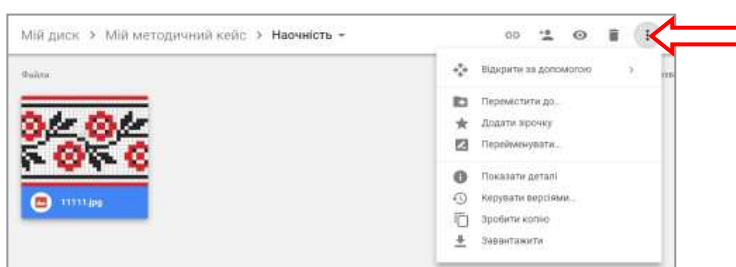 Мій диск > Мій методичний кейс > Наочність
Файли
11111.jpg
Відкрити за допомогою
Перемістити до...
Додати зірочку
Перейменувати...
Показати деталі
Керувати версіями...
Зробити копію
Завантажити